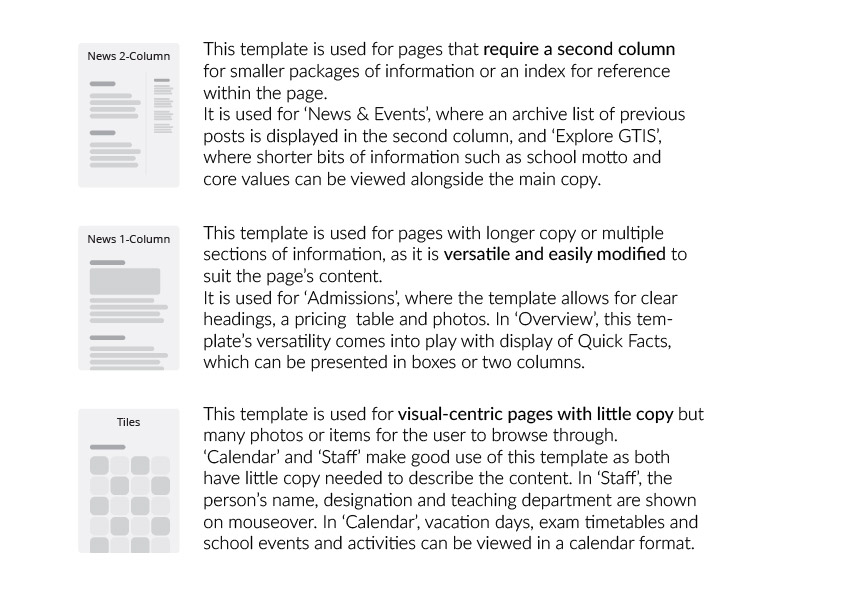 News 2-Column
This template is used for pages that require a second column
for smaller packages of information or an index for reference
within the page.
It is used for ‘News & Events’, where an archive list of previous
posts is displayed in the second column, and ‘Explore GTIS’,
where shorter bits of information such as school motto and
core values can be viewed alongside the main copy.
News 1-Column
This template is used for pages with longer copy or multiple
sections of information, as it is versatile and easily modified to
suit the page’s content.
It is used for ‘Admissions’, where the template allows for clear
headings, a pricing  table and photos. In ‘Overview’, this tem-
plate’s versatility comes into play with display of Quick Facts,
which can be presented in boxes or two columns.
Tiles
This template is used for visual-centric pages with little copy but
many photos or items for the user to browse through.
‘Calendar’ and ‘Staff’ make good use of this template as both
have little copy needed to describe the content. In ‘Staff’, the
person’s name, designation and teaching department are shown
on mouseover. In ‘Calendar’, vacation days, exam timetables and
school events and activities can be viewed in a calendar format.